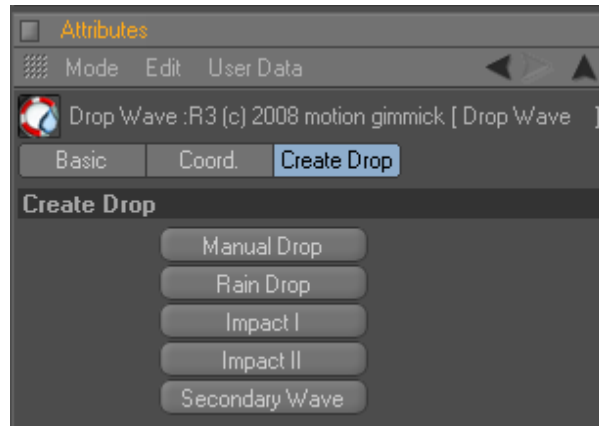 Attributes
Mode Edit User Data
Drop Wave :R3 (c) 2008 motion gimmick [ Drop Wave ]
Basic Coord. Create Drop
Create Drop
Manual Drop
Rain Drop
Impact I
Impact II
Secondary Wave